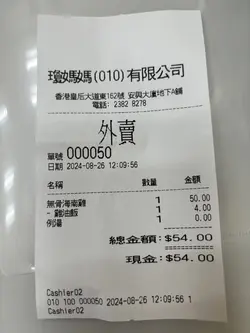 瓊媽媽(010)有限公司
香港皇后大道東162號 安興大廈地下A舖
電話: 2382 8278
外賣
單號 000050
日期 2024-08-26 12:09:56
名稱 數量 金額
無骨海南雞 1 50.00
- 雞油飯 1 4.00
例湯 1 0.00
總金額: $54.00
現金: $54.00
Cashier02
010 100 000050 2024-08-26 12:09:56 1
Cashier02